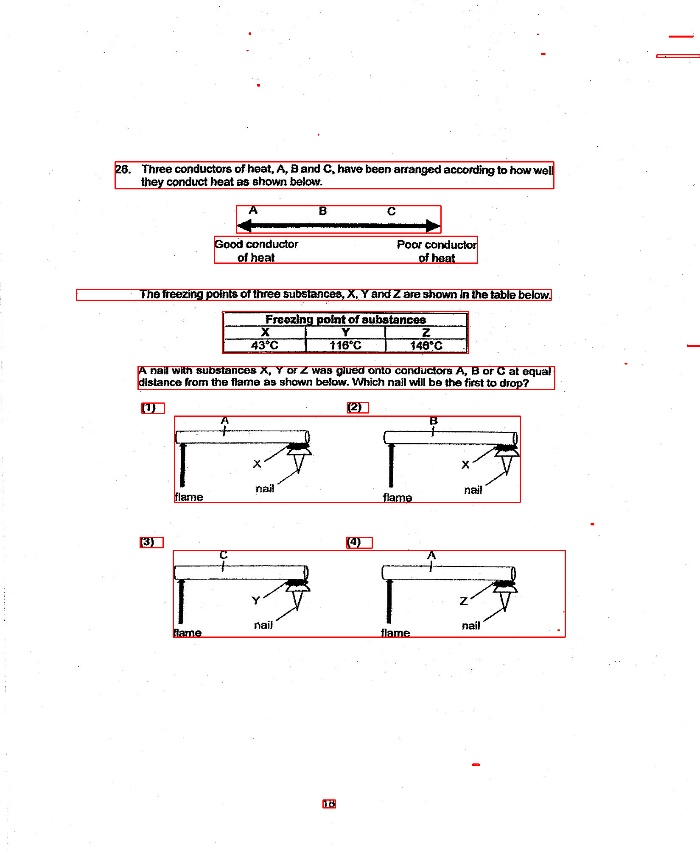 26. Three conductors of heat, A, B and C, have been arranged according to how well
they conduct heat as shown below.
A B C
Good conductor Poor conductor
of heat of heat
The freezing points of three substances, X, Y and Z are shown in the table below.
Freezing point of substances
X Y Z
43°C 116°C 146°C
A nail with substances X, Y or Z was glued onto conductors A, B or C at equal
distance from the flame as shown below. Which nail will be the first to drop?
(1) (2)
A B
X X
nail nail
flame flame
(3) (4)
C A
Y Z
nail nail
flame flame
16